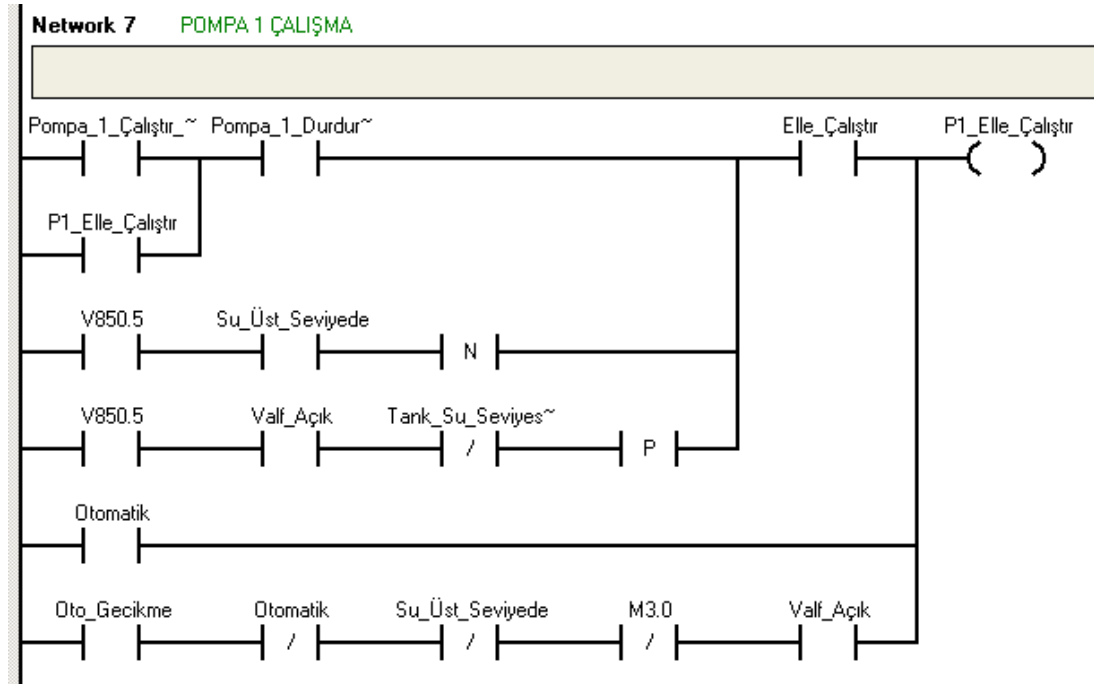 Network 7 POMPA 1 ÇALIŞMA
Pompa_1_Çalıştır_~ Pompa_1_Durdur~ Elle_Çalıştır P1_Elle_Çalıştır
P1_Elle_Çalıştır
V850.5 Su_Üst_Seviyede
N
V850.5 Valf_Açık Tank_Su_Seviyes~
/ P
Otomatik
Oto_Gecikme Otomatik Su_Üst_Seviyede M3.0 Valf_Açık
/ / /